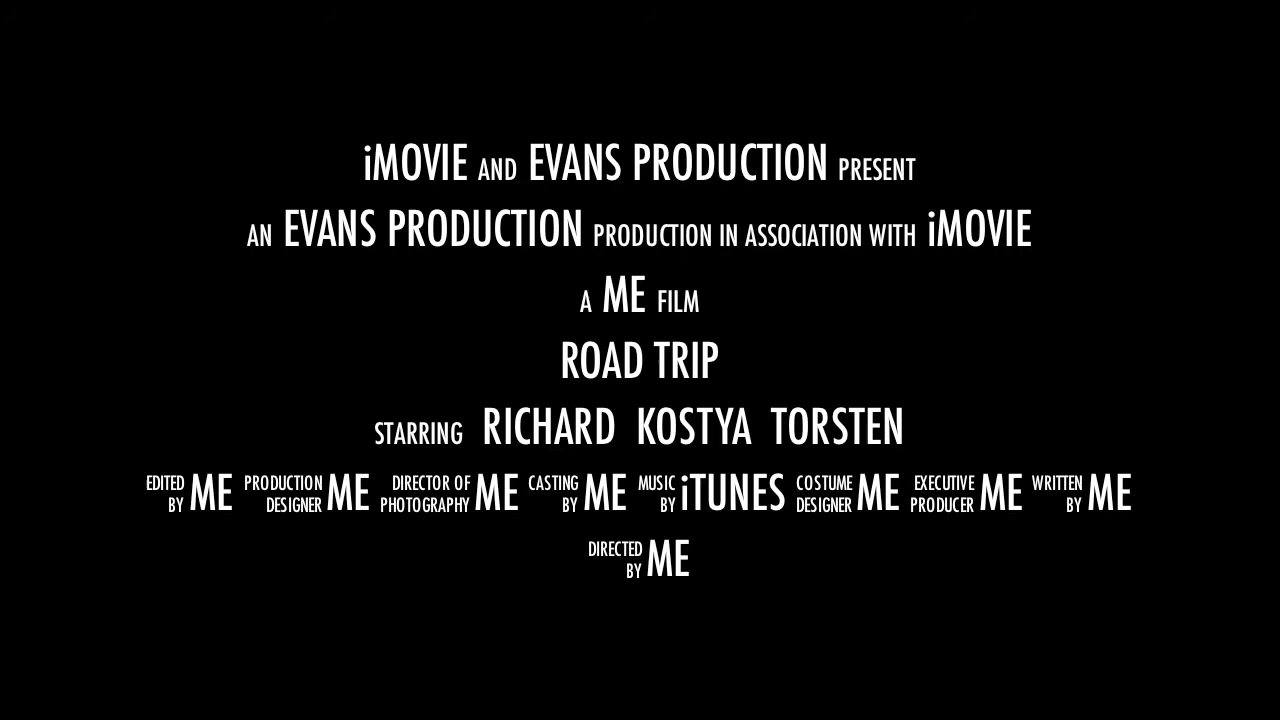 iMOVIE AND EVANS PRODUCTION PRESENT
AN EVANS PRODUCTION PRODUCTION IN ASSOCIATION WITH iMOVIE
A ME FILM
ROAD TRIP
STARRING RICHARD KOSTYA TORSTEN
EDITED BY ME PRODUCTION DESIGNER ME DIRECTOR OF PHOTOGRAPHY ME CASTING BY ME MUSIC BY iTUNES COSTUME DESIGNER ME EXECUTIVE PRODUCER ME WRITTEN BY ME
DIRECTED BY ME